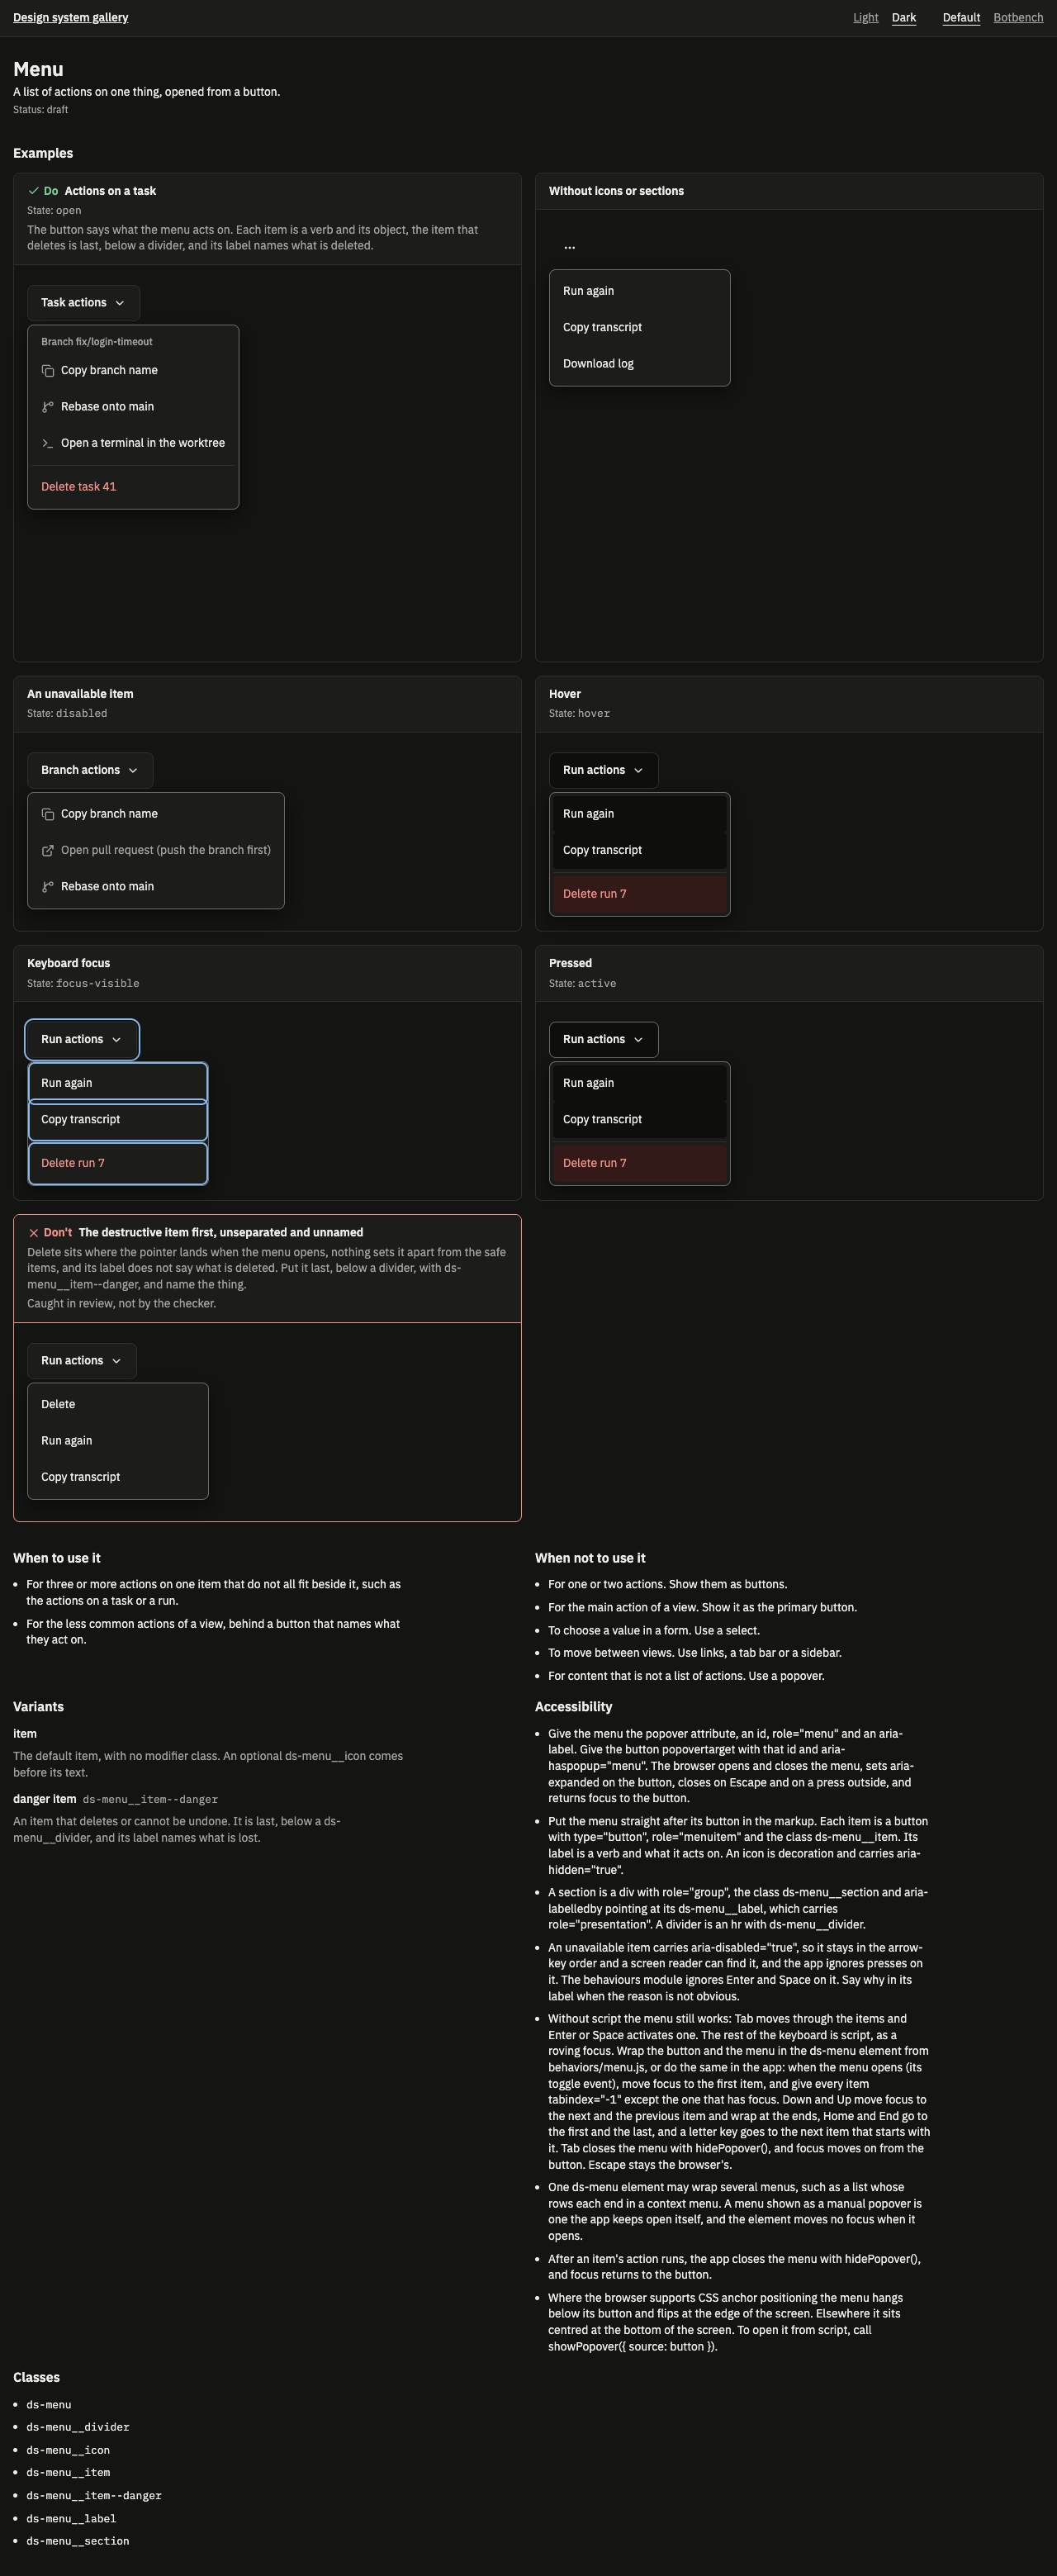 Design system gallery
Light Dark Default Botbench
Menu
A list of actions on one thing, opened from a button.
Status: draft
Examples
Do Actions on a task
State: open
The button says what the menu acts on. Each item is a verb and its object, the item that
deletes is last, below a divider, and its label names what is deleted.
Task actions
Branch fix/login-timeout
Copy branch name
Rebase onto main
Open a terminal in the worktree
Delete task 41
Without icons or sections
...
Run again
Copy transcript
Download log
An unavailable item
State: disabled
Branch actions
Copy branch name
Open pull request (push the branch first)
Rebase onto main
Hover
State: hover
Run actions
Run again
Copy transcript
Delete run 7
Keyboard focus
State: focus-visible
Run actions
Run again
Copy transcript
Delete run 7
Pressed
State: active
Run actions
Run again
Copy transcript
Delete run 7
Don't The destructive item first, unseparated and unnamed
Delete sits where the pointer lands when the menu opens, nothing sets it apart from the safe
items, and its label does not say what is deleted. Put it last, below a divider, with ds-
menu__item--danger, and name the thing.
Caught in review, not by the checker.
Run actions
Delete
Run again
Copy transcript
When to use it
For three or more actions on one item that do not all fit beside it, such as
the actions on a task or a run.
For the less common actions of a view, behind a button that names what
they act on.
When not to use it
For one or two actions. Show them as buttons.
For the main action of a view. Show it as the primary button.
To choose a value in a form. Use a select.
To move between views. Use links, a tab bar or a sidebar.
For content that is not a list of actions. Use a popover.
Variants
item
The default item, with no modifier class. An optional ds-menu__icon comes
before its text.
danger item ds-menu__item--danger
An item that deletes or cannot be undone. It is last, below a ds-
menu__divider, and its label names what is lost.
Accessibility
Give the menu the popover attribute, an id, role="menu" and an aria-
label. Give the button popovertarget with that id and aria-
haspopup="menu". The browser opens and closes the menu, sets aria-
expanded on the button, closes on Escape and on a press outside, and
returns focus to the button.
Put the menu straight after its button in the markup. Each item is a button
with type="button", role="menuitem" and the class ds-menu__item. Its
label is a verb and what it acts on. An icon is decoration and carries aria-
hidden="true".
A section is a div with role="group", the class ds-menu__section and aria-
labelledby pointing at its ds-menu__label, which carries
role="presentation". A divider is an hr with ds-menu__divider.
An unavailable item carries aria-disabled="true", so it stays in the arrow-
key order and a screen reader can find it, and the app ignores presses on
it. The behaviours module ignores Enter and Space on it. Say why in its
label when the reason is not obvious.
Without script the menu still works: Tab moves through the items and
Enter or Space activates one. The rest of the keyboard is script, as a
roving focus. Wrap the button and the menu in the ds-menu element from
behaviors/menu.js, or do the same in the app: when the menu opens (its
toggle event), move focus to the first item, and give every item
tabindex="-1" except the one that has focus. Down and Up move focus to
the next and the previous item and wrap at the ends, Home and End go to
the first and the last, and a letter key goes to the next item that starts with
it. Tab closes the menu with hidePopover(), and focus moves on from the
button. Escape stays the browser's.
One ds-menu element may wrap several menus, such as a list whose
rows each end in a context menu. A menu shown as a manual popover is
one the app keeps open itself, and the element moves no focus when it
opens.
After an item's action runs, the app closes the menu with hidePopover(),
and focus returns to the button.
Where the browser supports CSS anchor positioning the menu hangs
below its button and flips at the edge of the screen. Elsewhere it sits
centred at the bottom of the screen. To open it from script, call
showPopover({ source: button }).
Classes
ds-menu
ds-menu__divider
ds-menu__icon
ds-menu__item
ds-menu__item--danger
ds-menu__label
ds-menu__section